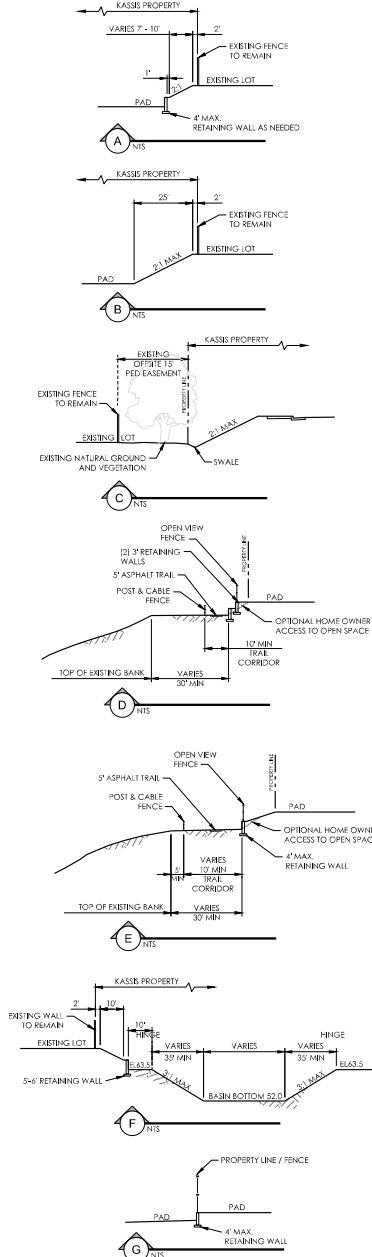 KASSIS PROPERTY
VARIES 7' - 10'
2'
EXISTING FENCE
TO REMAIN
1'
2:1
EXISTING LOT
PAD
4' MAX.
RETAINING WALL AS NEEDED
A
NTS
KASSIS PROPERTY
25'
2'
EXISTING FENCE
TO REMAIN
2:1 MAX
EXISTING LOT
PAD
B
NTS
KASSIS PROPERTY
EXISTING
OFFSITE 15'
PED EASEMENT
PROPERTY LINE
EXISTING FENCE
TO REMAIN
2:1 MAX
EXISTING LOT
EXISTING NATURAL GROUND
AND VEGETATION
SWALE
C
NTS
OPEN VIEW
FENCE
PROPERTY LINE
(2) 3' RETAINING
WALLS
5' ASPHALT TRAIL
POST & CABLE
FENCE
PAD
OPTIONAL HOME OWNER
ACCESS TO OPEN SPACE
10' MIN
TRAIL
CORRIDOR
TOP OF EXISTING BANK
VARIES
30' MIN
D
NTS
OPEN VIEW
FENCE
PROPERTY LINE
5' ASPHALT TRAIL
POST & CABLE
FENCE
PAD
OPTIONAL HOME OWNE
ACCESS TO OPEN SPAC
5'
MIN
VARIES
10' MIN
TRAIL
CORRIDOR
4' MAX.
RETAINING WALL
TOP OF EXISTING BANK
VARIES
30' MIN
E
NTS
KASSIS PROPERTY
2'
10'
EXISTING WALL
TO REMAIN
10'
HINGE
HINGE
EXISTING LOT
VARIES
35' MIN
VARIES
VARIES
35' MIN
EL63.5
EL63.5
5'-6' RETAINING WALL
3:1 MAX
BASIN BOTTOM 52.0
3:1 MAX
F
NTS
PROPERTY LINE / FENCE
PAD
PAD
4' MAX.
RETAINING WALL
G
NTS